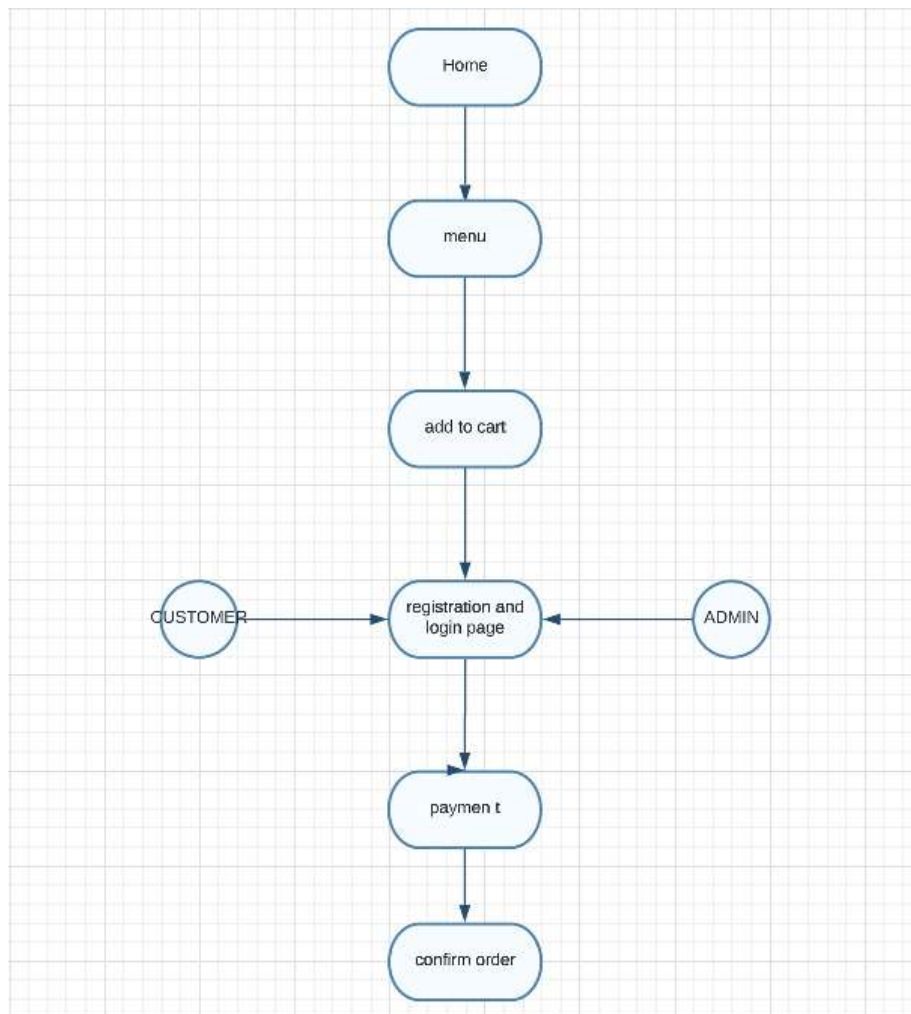 Home
menu
add to cart
CUSTOMER
registration and
login page
ADMIN
paymen t
confirm order